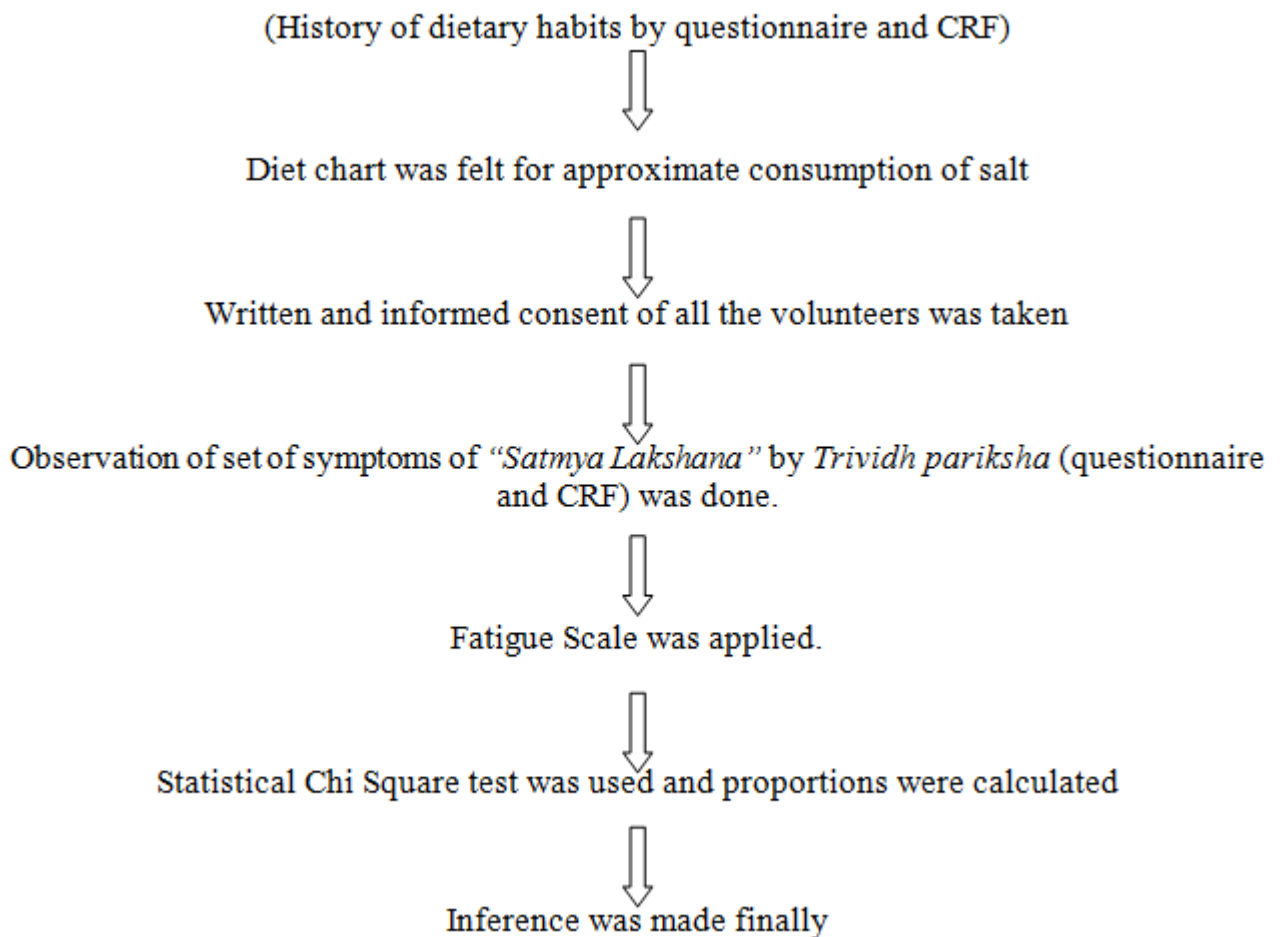 (History of dietary habits by questionnaire and CRF)
Diet chart was felt for approximate consumption of salt
Written and informed consent of all the volunteers was taken
Observation of set of symptoms of “Satmya Lakshana” by Trividh pariksha (questionnaire
and CRF) was done.
Fatigue Scale was applied.
Statistical Chi Square test was used and proportions were calculated
Inference was made finally